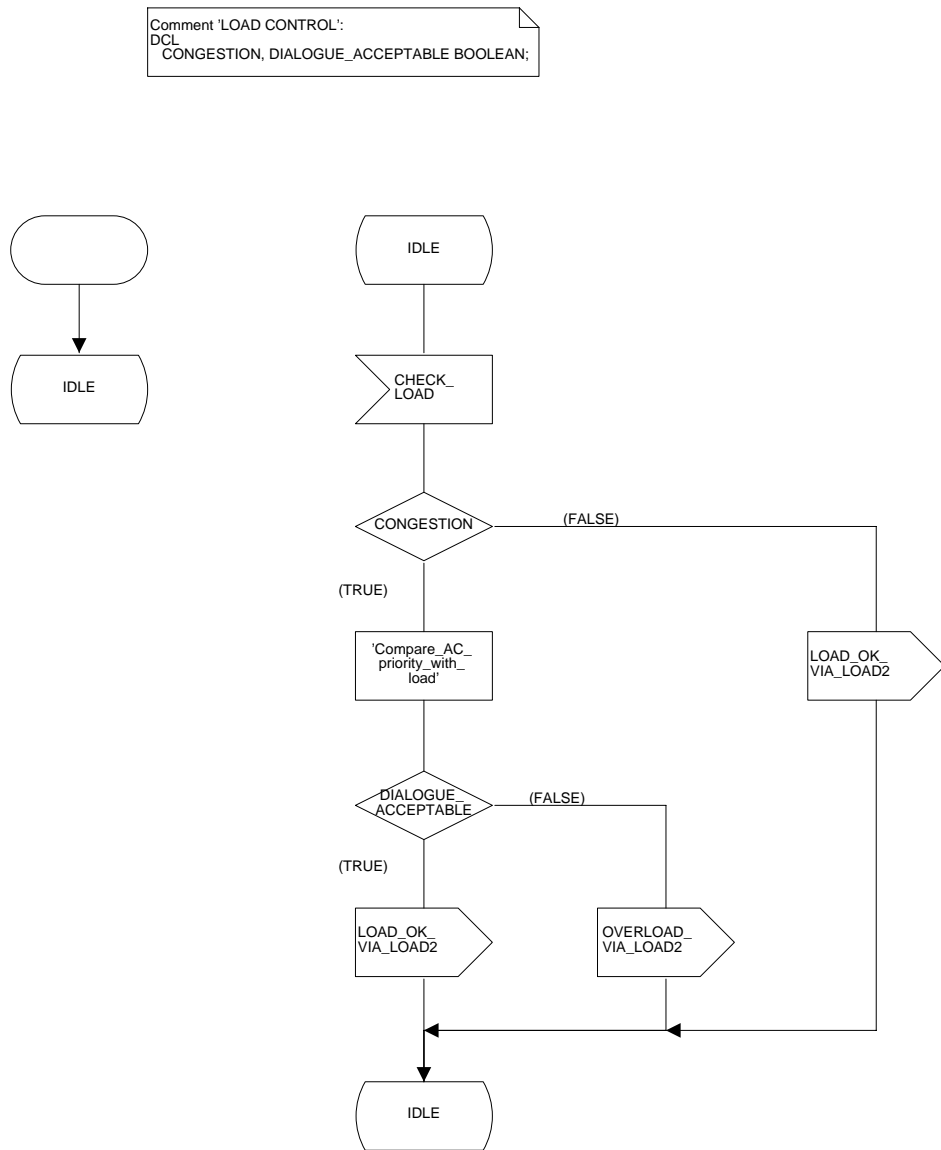 Comment 'LOAD CONTROL':
DCL
CONGESTION, DIALOGUE_ACCEPTABLE BOOLEAN;
IDLE
IDLE
CHECK_
LOAD
CONGESTION
(FALSE)
(TRUE)
'Compare_AC_
priority_with_
load'
LOAD_OK_
VIA_LOAD2
DIALOGUE_
ACCEPTABLE
(FALSE)
(TRUE)
LOAD_OK_
VIA_LOAD2
OVERLOAD_
VIA_LOAD2
IDLE